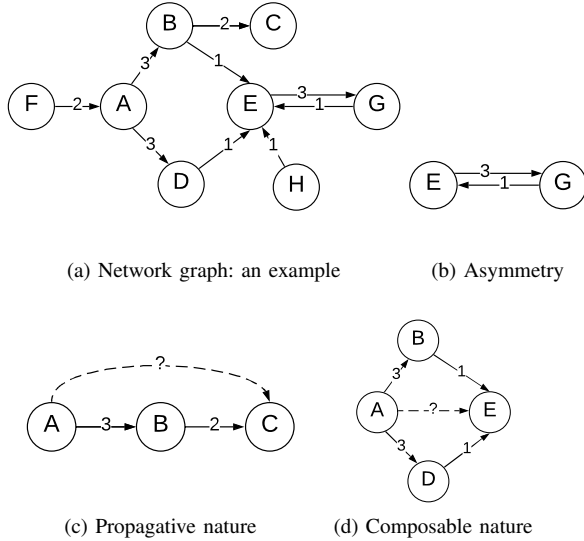 B 2 C
3 1
F 2 A E 3 G
1
3 1 1
D H
E 3 G
1
(a) Network graph: an example
(b) Asymmetry
?
A 3 B 2 C
B
3 1
A ? E
3 1
D
(c) Propagative nature
(d) Composable nature